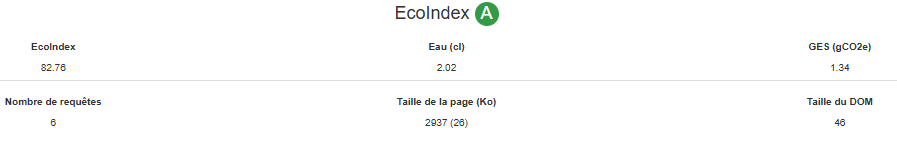 EcoIndex A
EcoIndex Eau (cl) GES (gCO2e)
82.76 2.02 1.34
Nombre de requêtes Taille de la page (Ko) Taille du DOM
6 2937 (26) 46